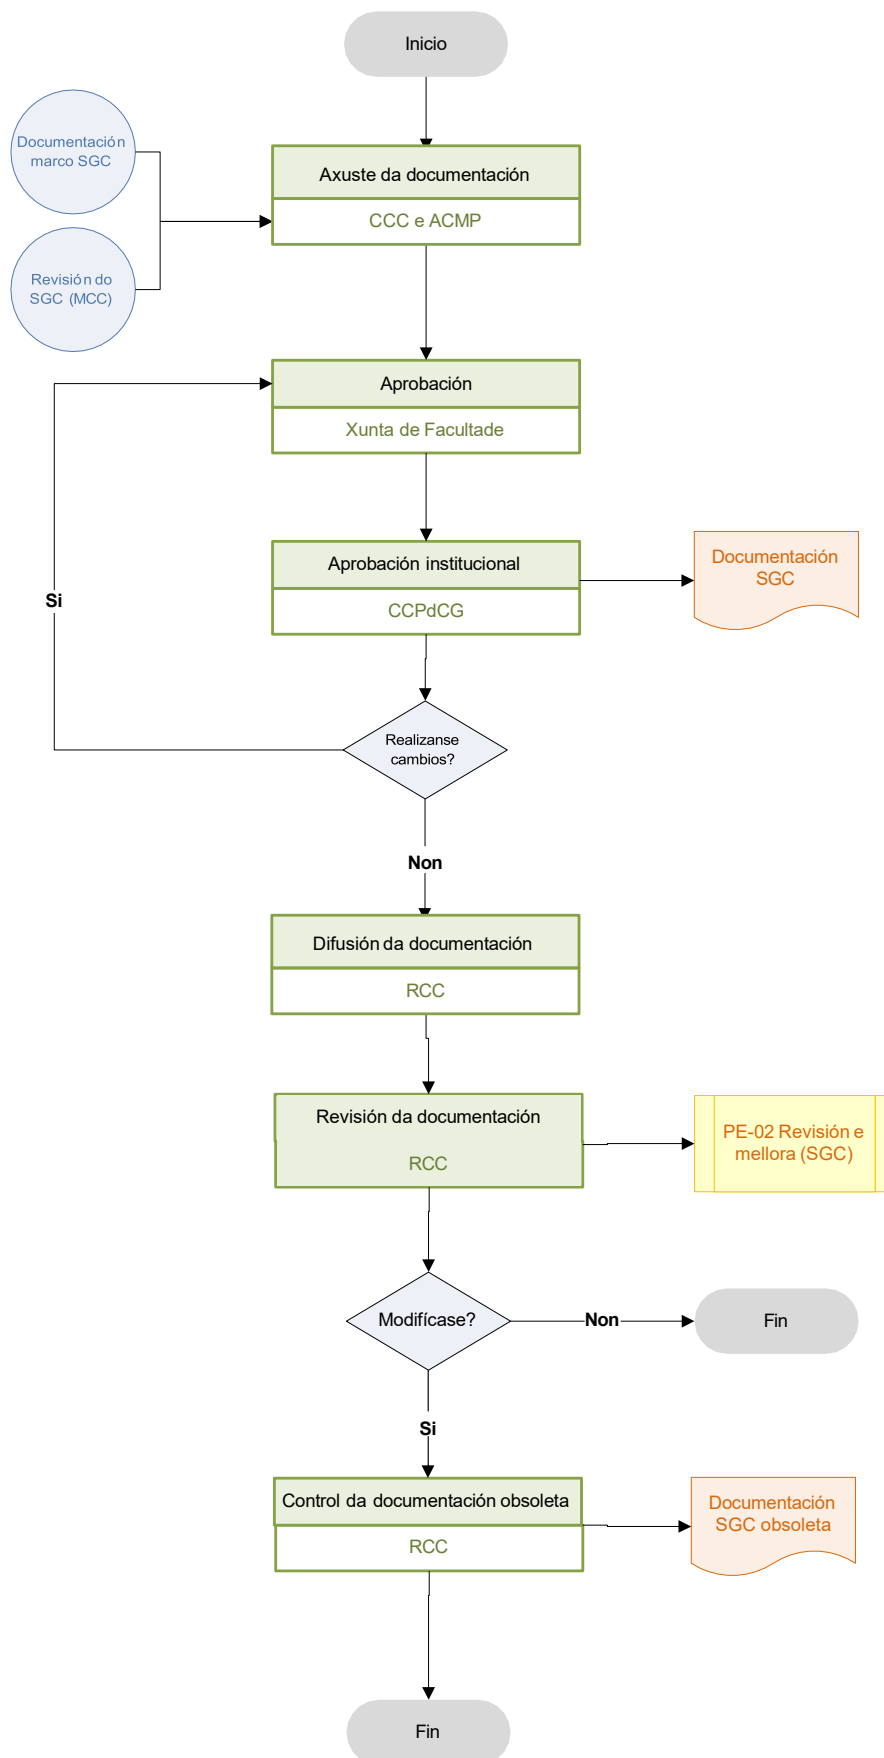 Inicio
Documentación
marco SGC
Axuste da documentación
CCC e ACMP
Revisión do
SGC (MCC)
Aprobación
Xunta de Facultade
Aprobación institucional
CCPdCG
Documentación
SGC
Si
Realizanse
cambios?
Non
Difusión da documentación
RCC
Revisión da documentación
RCC
PE-02 Revisión e
mellora (SGC)
Modifícase?
Non
Fin
Si
Control da documentación obsoleta
RCC
Documentación
SGC obsoleta
Fin